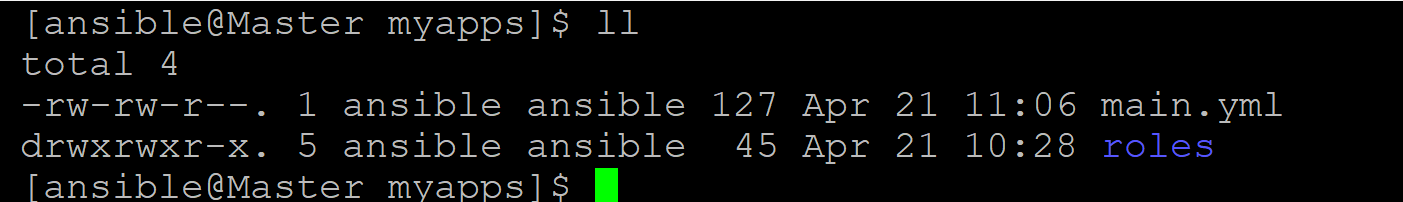 [ansible@Master myapps]$ ll
total 4
-rw-rw-r--. 1 ansible ansible 127 Apr 21 11:06 main.yml
drwxrwxr-x. 5 ansible ansible  45 Apr 21 10:28 roles
[ansible@Master myapps]$